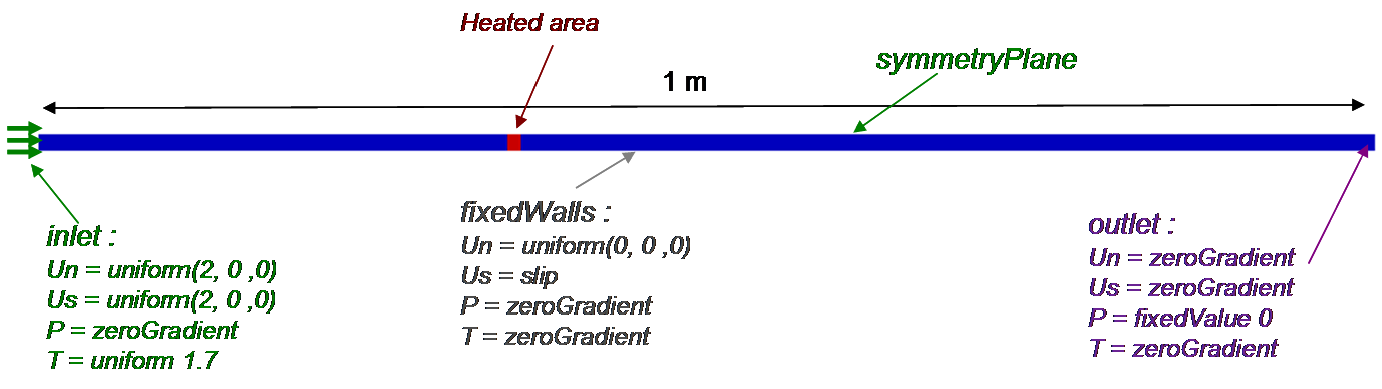 Heated area
symmetryPlane
1 m
fixedWalls :
Un = uniform(0, 0 ,0)
Us = slip
P = zeroGradient
T = zeroGradient
inlet :
Un = uniform(2, 0 ,0)
Us = uniform(2, 0 ,0)
P = zeroGradient
T = uniform 1.7
outlet :
Un = zeroGradient
Us = zeroGradient
P = fixedValue 0
T = zeroGradient